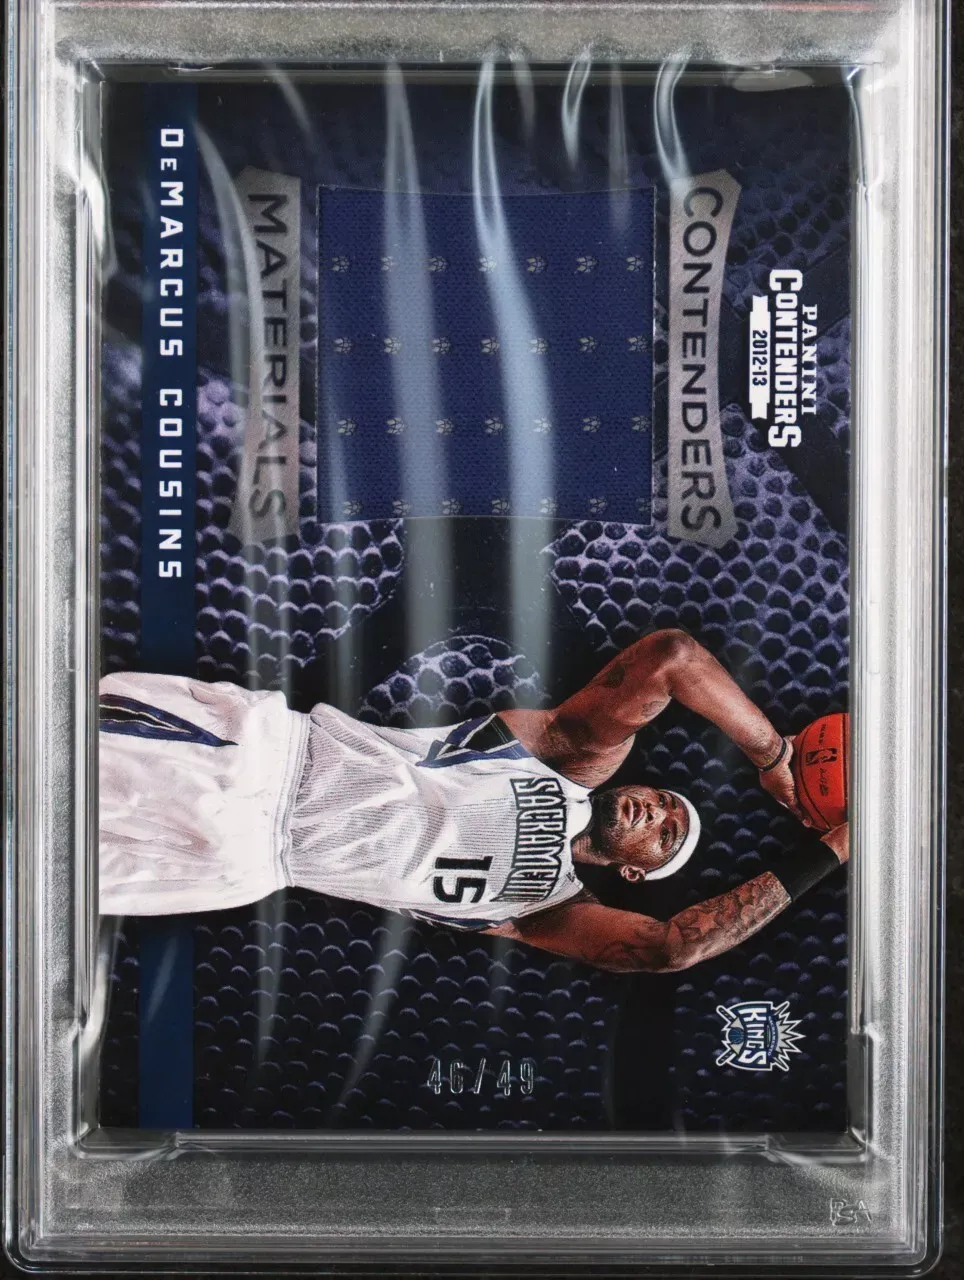 PANINI
CONTENDERS
2012-13
CONTENDERS
MATERIALS
DEMARCUS COUSINS
SACRAMENTO
15
KINGS
46/49
PSA